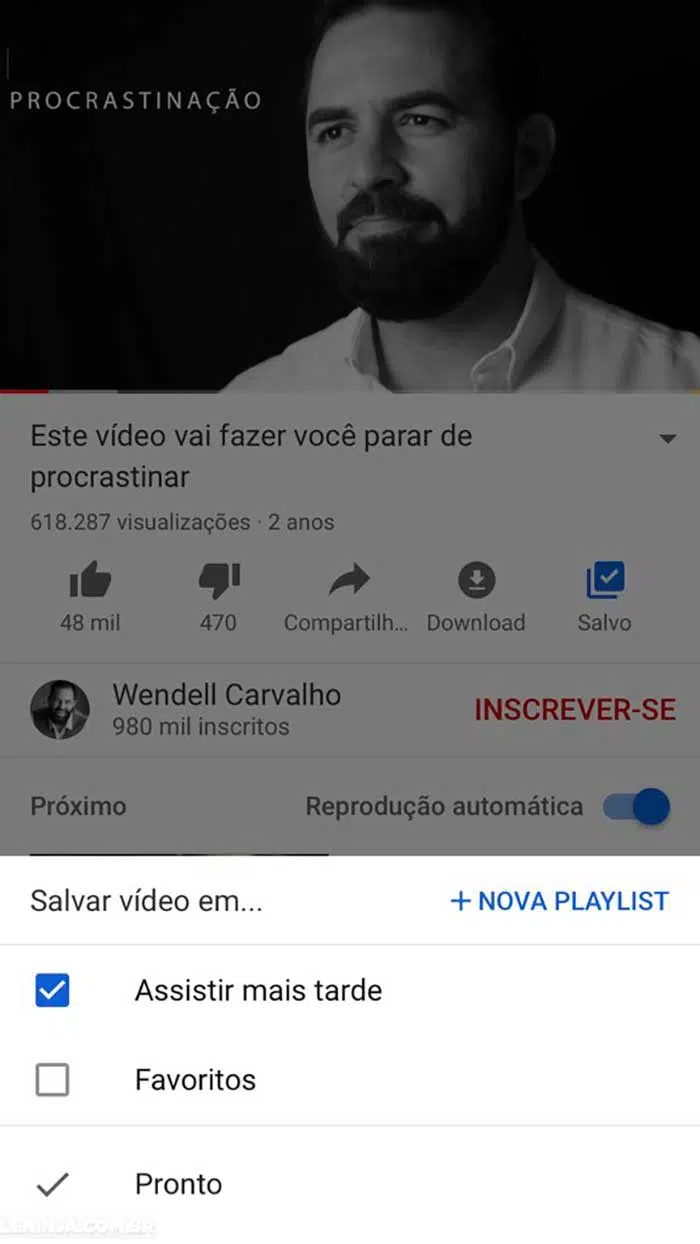 PROCRASTINAÇÃO
Este vídeo vai fazer você parar de
procrastinar
618.287 visualizações · 2 anos
48 mil
470
Compartilh...
Download
Salvo
Wendell Carvalho
980 mil inscritos
INSCREVER-SE
Próximo
Reprodução automática
Salvar vídeo em...
+ NOVA PLAYLIST
Assistir mais tarde
Favoritos
Pronto